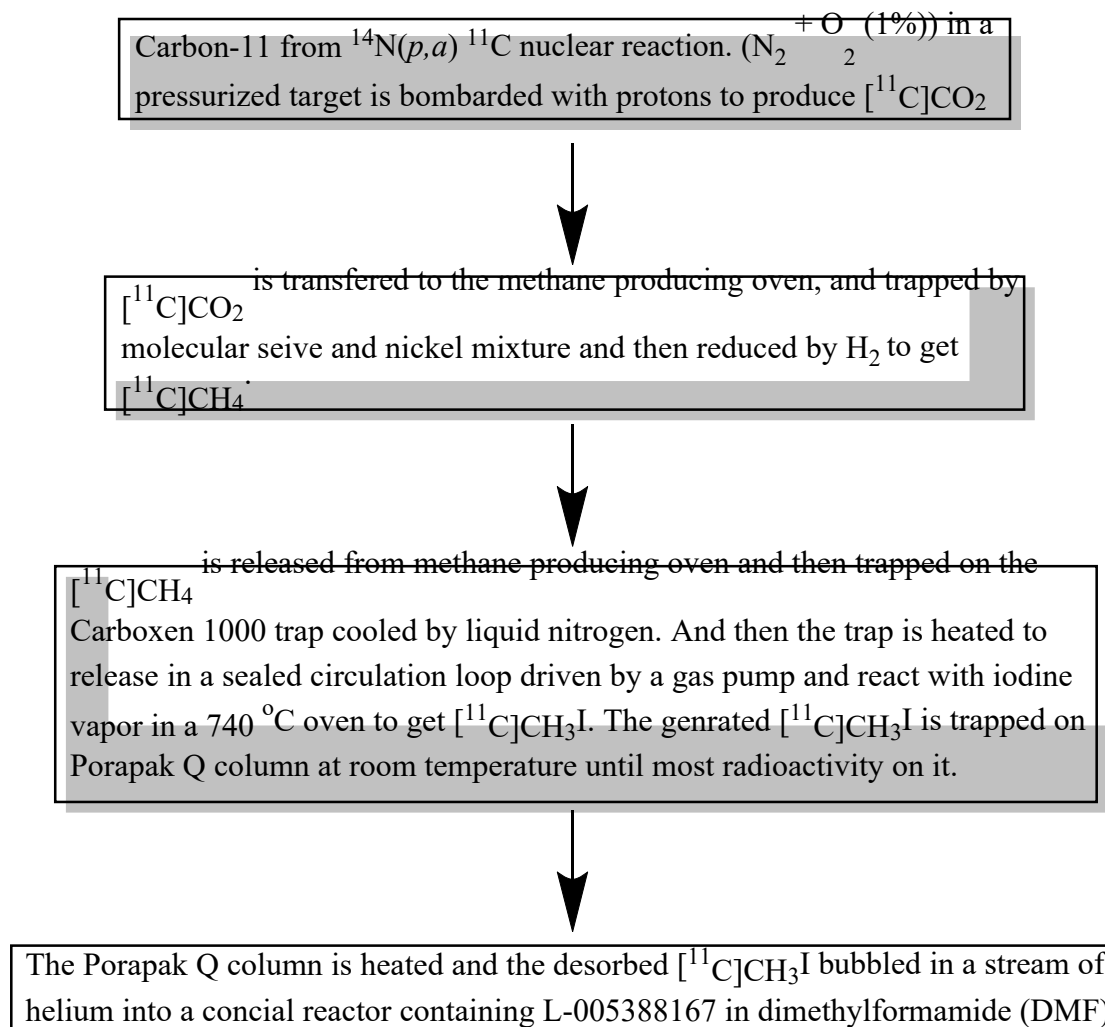 Carbon-11 from ¹⁴N(p,a) ¹¹C nuclear reaction. (N₂ + O₂ (1%)) in a
pressurized target is bombarded with protons to produce [¹¹C]CO₂
[¹¹C]CO₂ is transfered to the methane producing oven, and trapped by
molecular seive and nickel mixture and then reduced by H₂ to get
[¹¹C]CH₄.
[¹¹C]CH₄ is released from methane producing oven and then trapped on the
Carboxen 1000 trap cooled by liquid nitrogen. And then the trap is heated to
release in a sealed circulation loop driven by a gas pump and react with iodine
vapor in a 740 °C oven to get [¹¹C]CH₃I. The genrated [¹¹C]CH₃I is trapped on
Porapak Q column at room temperature until most radioactivity on it.
The Porapak Q column is heated and the desorbed [¹¹C]CH₃I bubbled in a stream of
helium into a concial reactor containing L-005388167 in dimethylformamide (DMF)